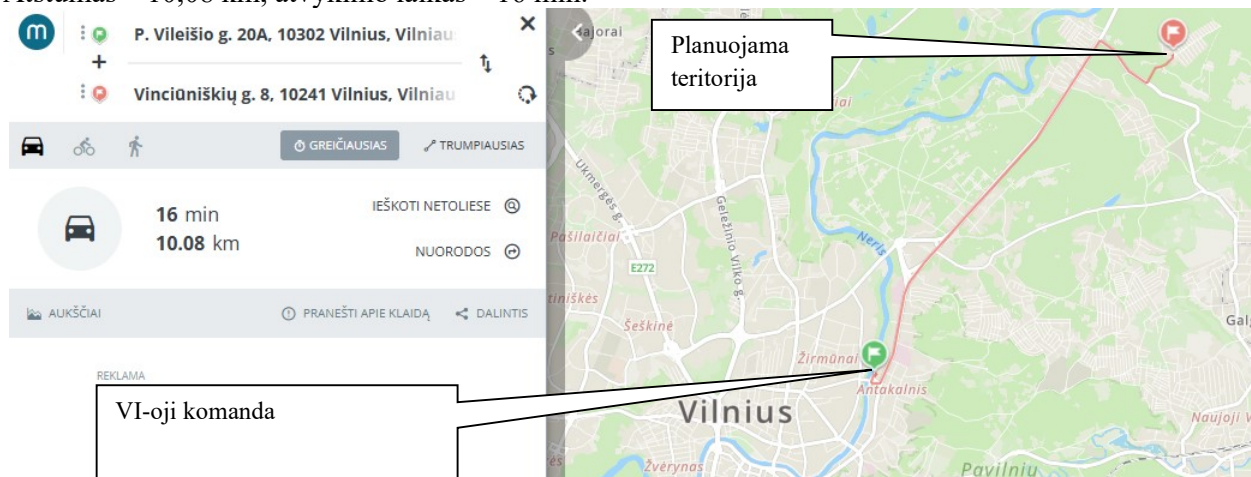 m
P. Vileišio g. 20A, 10302 Vilnius, Vilniau
Vinciūniškių g. 8, 10241 Vilnius, Vilniau
GREIČIAUSIAS
TRUMPIAUSIAS
16 min
10.08 km
IEŠKOTI NETOLIESE
NUORODOS
AUKŠČIAI
PRANEŠTI APIE KLAIDĄ
DALINTIS
REKLAMA
VI-oji komanda
Planuojama
teritorija
Ukmergės g.
Geležinio Vilko g.
Neris
Pašilaičiai
E272
Šeškinė
Žirmūnai
Antakalnis
Vilnius
Žvėrynas
Naujoji V
Pavilniu